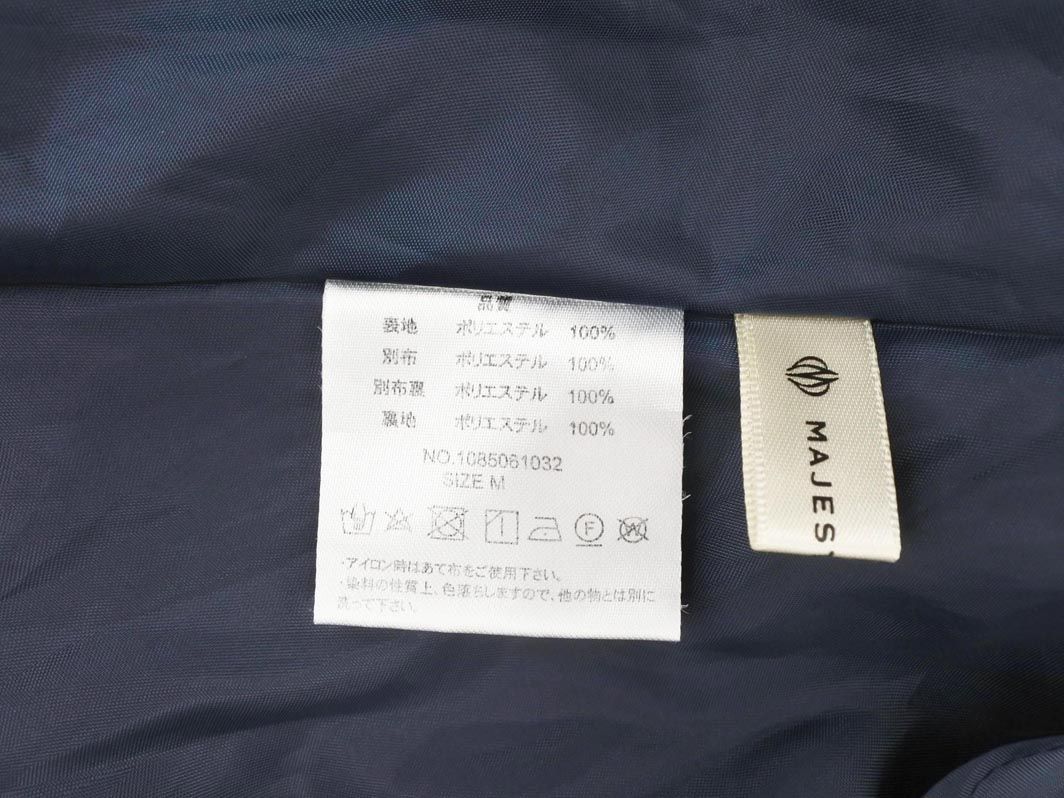 品質
表地 ポリエステル 100%
別布 ポリエステル 100%
別布裏 ポリエステル 100%
裏地 ポリエステル 100%
NO.1085061032
SIZE M
F
W
・アイロン時はあて布をご使用下さい。
・染料の性質上、色落ちしますので、他の物とは別に
洗って下さい。
MAJES